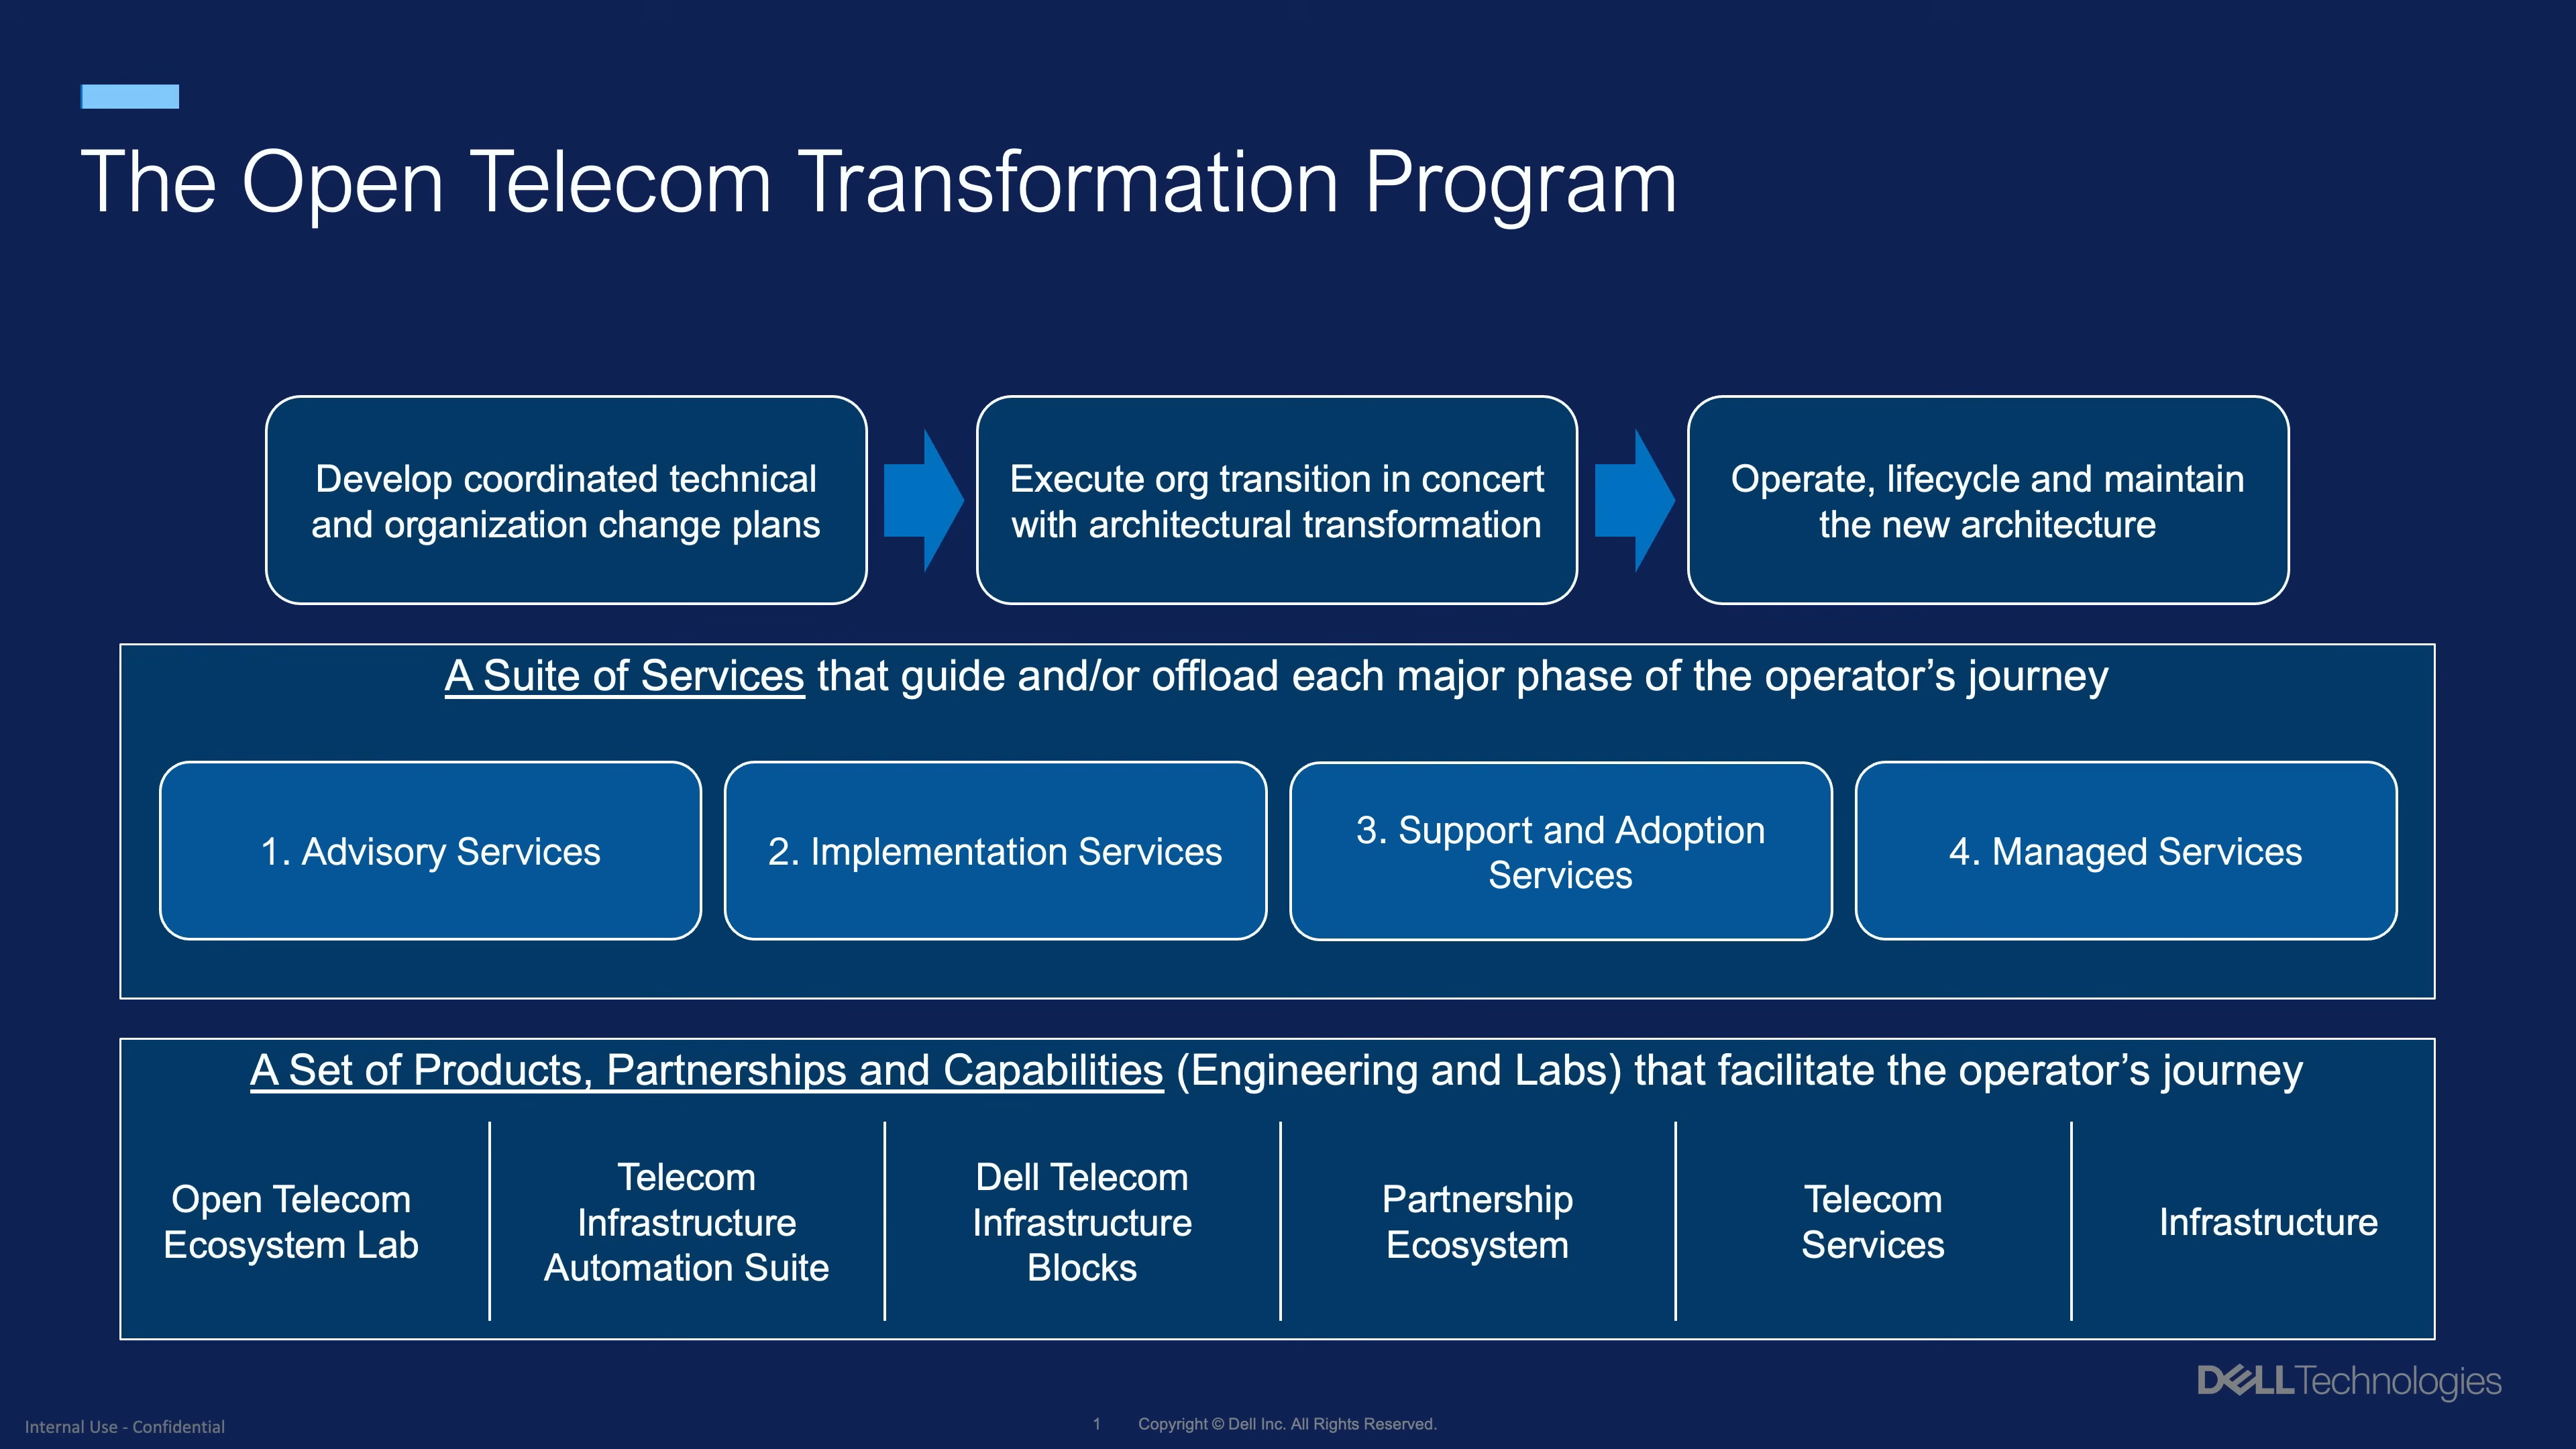 The Open Telecom Transformation Program
Develop coordinated technical
and organization change plans
Execute org transition in concert
with architectural transformation
Operate, lifecycle and maintain
the new architecture
A Suite of Services that guide and/or offload each major phase of the operator’s journey
1. Advisory Services
2. Implementation Services
3. Support and Adoption
Services
4. Managed Services
A Set of Products, Partnerships and Capabilities (Engineering and Labs) that facilitate the operator’s journey
Open Telecom
Ecosystem Lab
Telecom
Infrastructure
Automation Suite
Dell Telecom
Infrastructure
Blocks
Partnership
Ecosystem
Telecom
Services
Infrastructure
DELL Technologies
Internal Use - Confidential
1 Copyright © Dell Inc. All Rights Reserved.